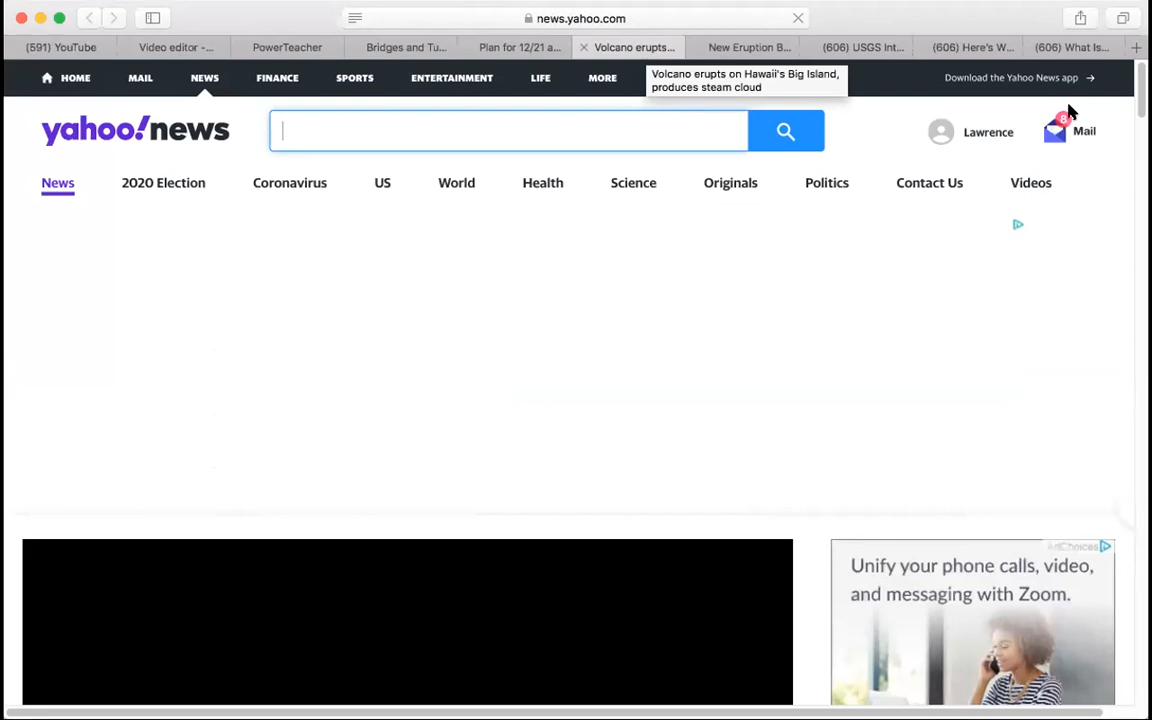 news.yahoo.com
(591) YouTube
Video editor -...
PowerTeacher
Bridges and Tu...
Plan for 12/21 a...
Volcano erupts...
New Eruption B...
(606) USGS Int...
(606) Here's W...
(606) What Is...
HOME
MAIL
NEWS
FINANCE
SPORTS
ENTERTAINMENT
LIFE
MORE
Volcano erupts on Hawaii's Big Island,
produces steam cloud
Download the Yahoo News app
yahoo!news
Lawrence
8
Mail
News
2020 Election
Coronavirus
US
World
Health
Science
Originals
Politics
Contact Us
Videos
AdChoices
Unify your phone calls, video,
and messaging with Zoom.